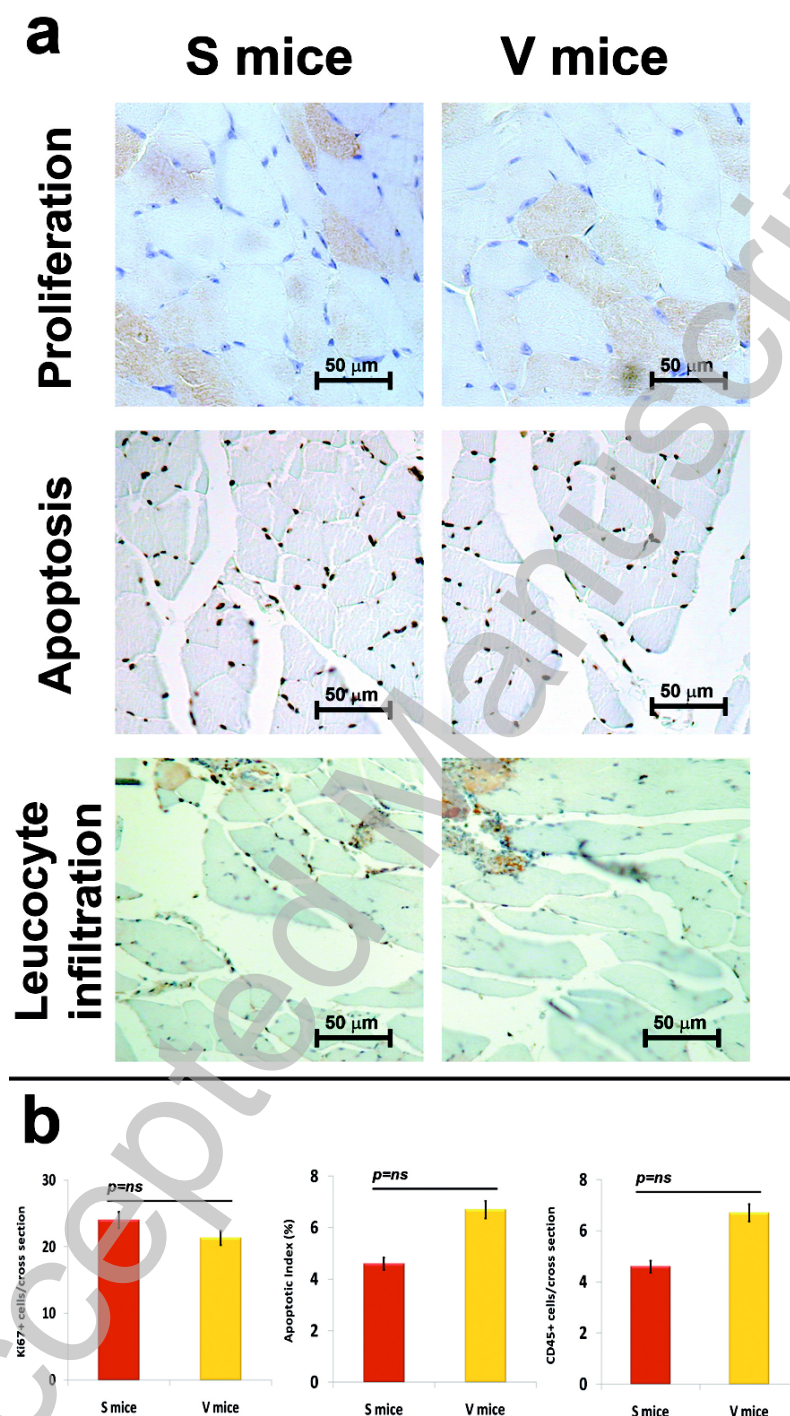 a
S mice
V mice
Proliferation
50 μm
50 μm
Apoptosis
50 μm
50 μm
Leucocyte
infiltration
50 μm
50 μm
b
Ki67+ cells/cross section
30
20
10
0
p=ns
S mice
V mice
Apoptotic Index (%)
8
6
4
2
0
p=ns
S mice
V mice
CD45+ cells/cross section
8
6
4
2
0
p=ns
S mice
V mice
ccepted Manuscri